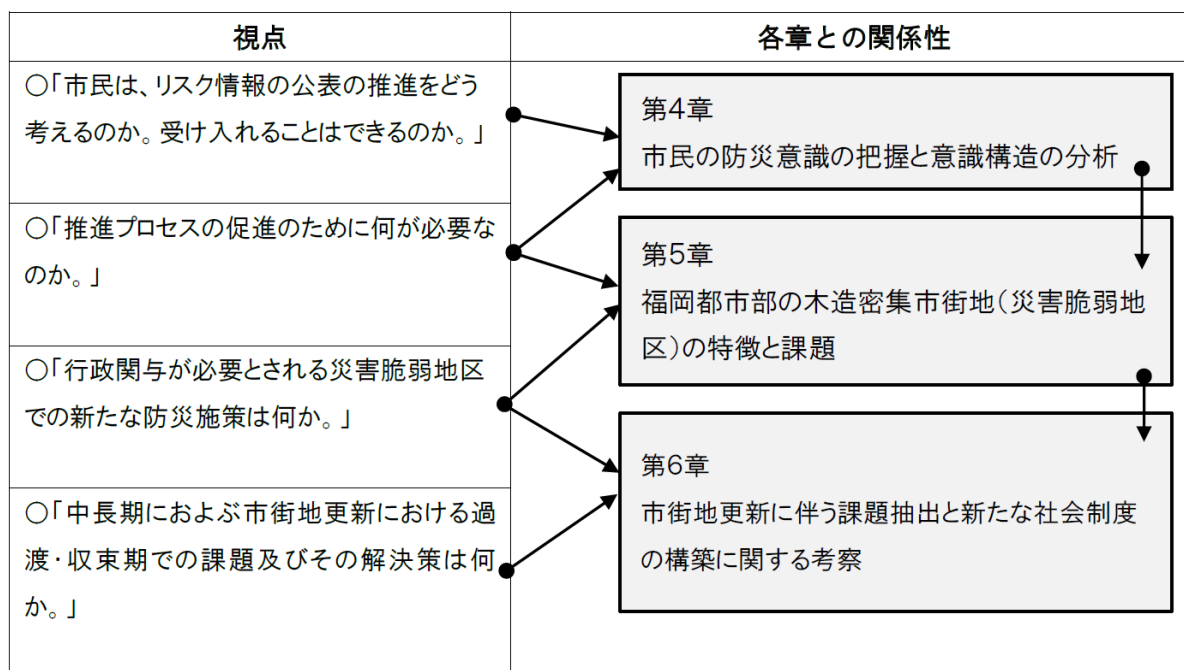 視点
各章との関係性
○「市民は、リスク情報の公表の推進をどう
考えるのか。受け入れることはできるのか。」
○「推進プロセスの促進のために何が必要な
のか。」
○「行政関与が必要とされる災害脆弱地区
での新たな防災施策は何か。」
○「中長期におよぶ市街地更新における過
渡・収束期での課題及びその解決策は何
か。」
第4章
市民の防災意識の把握と意識構造の分析
第5章
福岡都市部の木造密集市街地(災害脆弱地
区)の特徴と課題
第6章
市街地更新に伴う課題抽出と新たな社会制度
の構築に関する考察